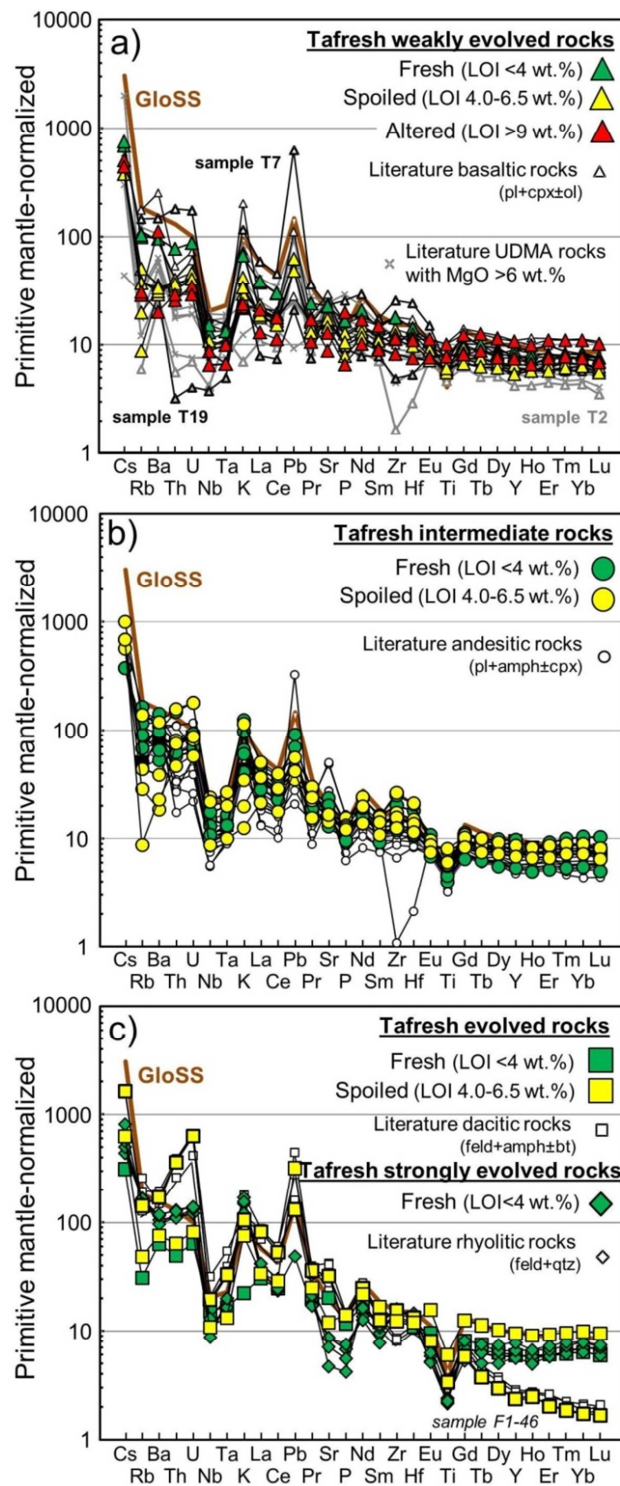 a)
Tafresh weakly evolved rocks
Fresh (LOI <4 wt.%)
Spoiled (LOI 4.0-6.5 wt.%)
Altered (LOI >9 wt.%)
Literature basaltic rocks
(pl+cpx±ol)
Literature UDMA rocks
with MgO >6 wt.%
GloSS
sample T7
sample T19
sample T2
Primitive mantle-normalized
10000
1000
100
10
1
Cs Ba U Ta La Pb Sr Nd Zr Eu Gd Dy Ho Tm Lu
Rb Th Nb K Ce Pr P Sm Hf Ti Tb Y Er Yb
b)
Tafresh intermediate rocks
Fresh (LOI <4 wt.%)
Spoiled (LOI 4.0-6.5 wt.%)
Literature andesitic rocks
(pl+amph±cpx)
GloSS
Primitive mantle-normalized
10000
1000
100
10
1
Cs Ba U Ta La Pb Sr Nd Zr Eu Gd Dy Ho Tm Lu
Rb Th Nb K Ce Pr P Sm Hf Ti Tb Y Er Yb
c)
Tafresh evolved rocks
Fresh (LOI <4 wt.%)
Spoiled (LOI 4.0-6.5 wt.%)
Literature dacitic rocks
(feld+amph±bt)
Tafresh strongly evolved rocks
Fresh (LOI<4 wt.%)
Literature rhyolitic rocks
(feld+qtz)
GloSS
sample F1-46
Primitive mantle-normalized
10000
1000
100
10
1
Cs Ba U Ta La Pb Sr Nd Zr Eu Gd Dy Ho Tm Lu
Rb Th Nb K Ce Pr P Sm Hf Ti Tb Y Er Yb